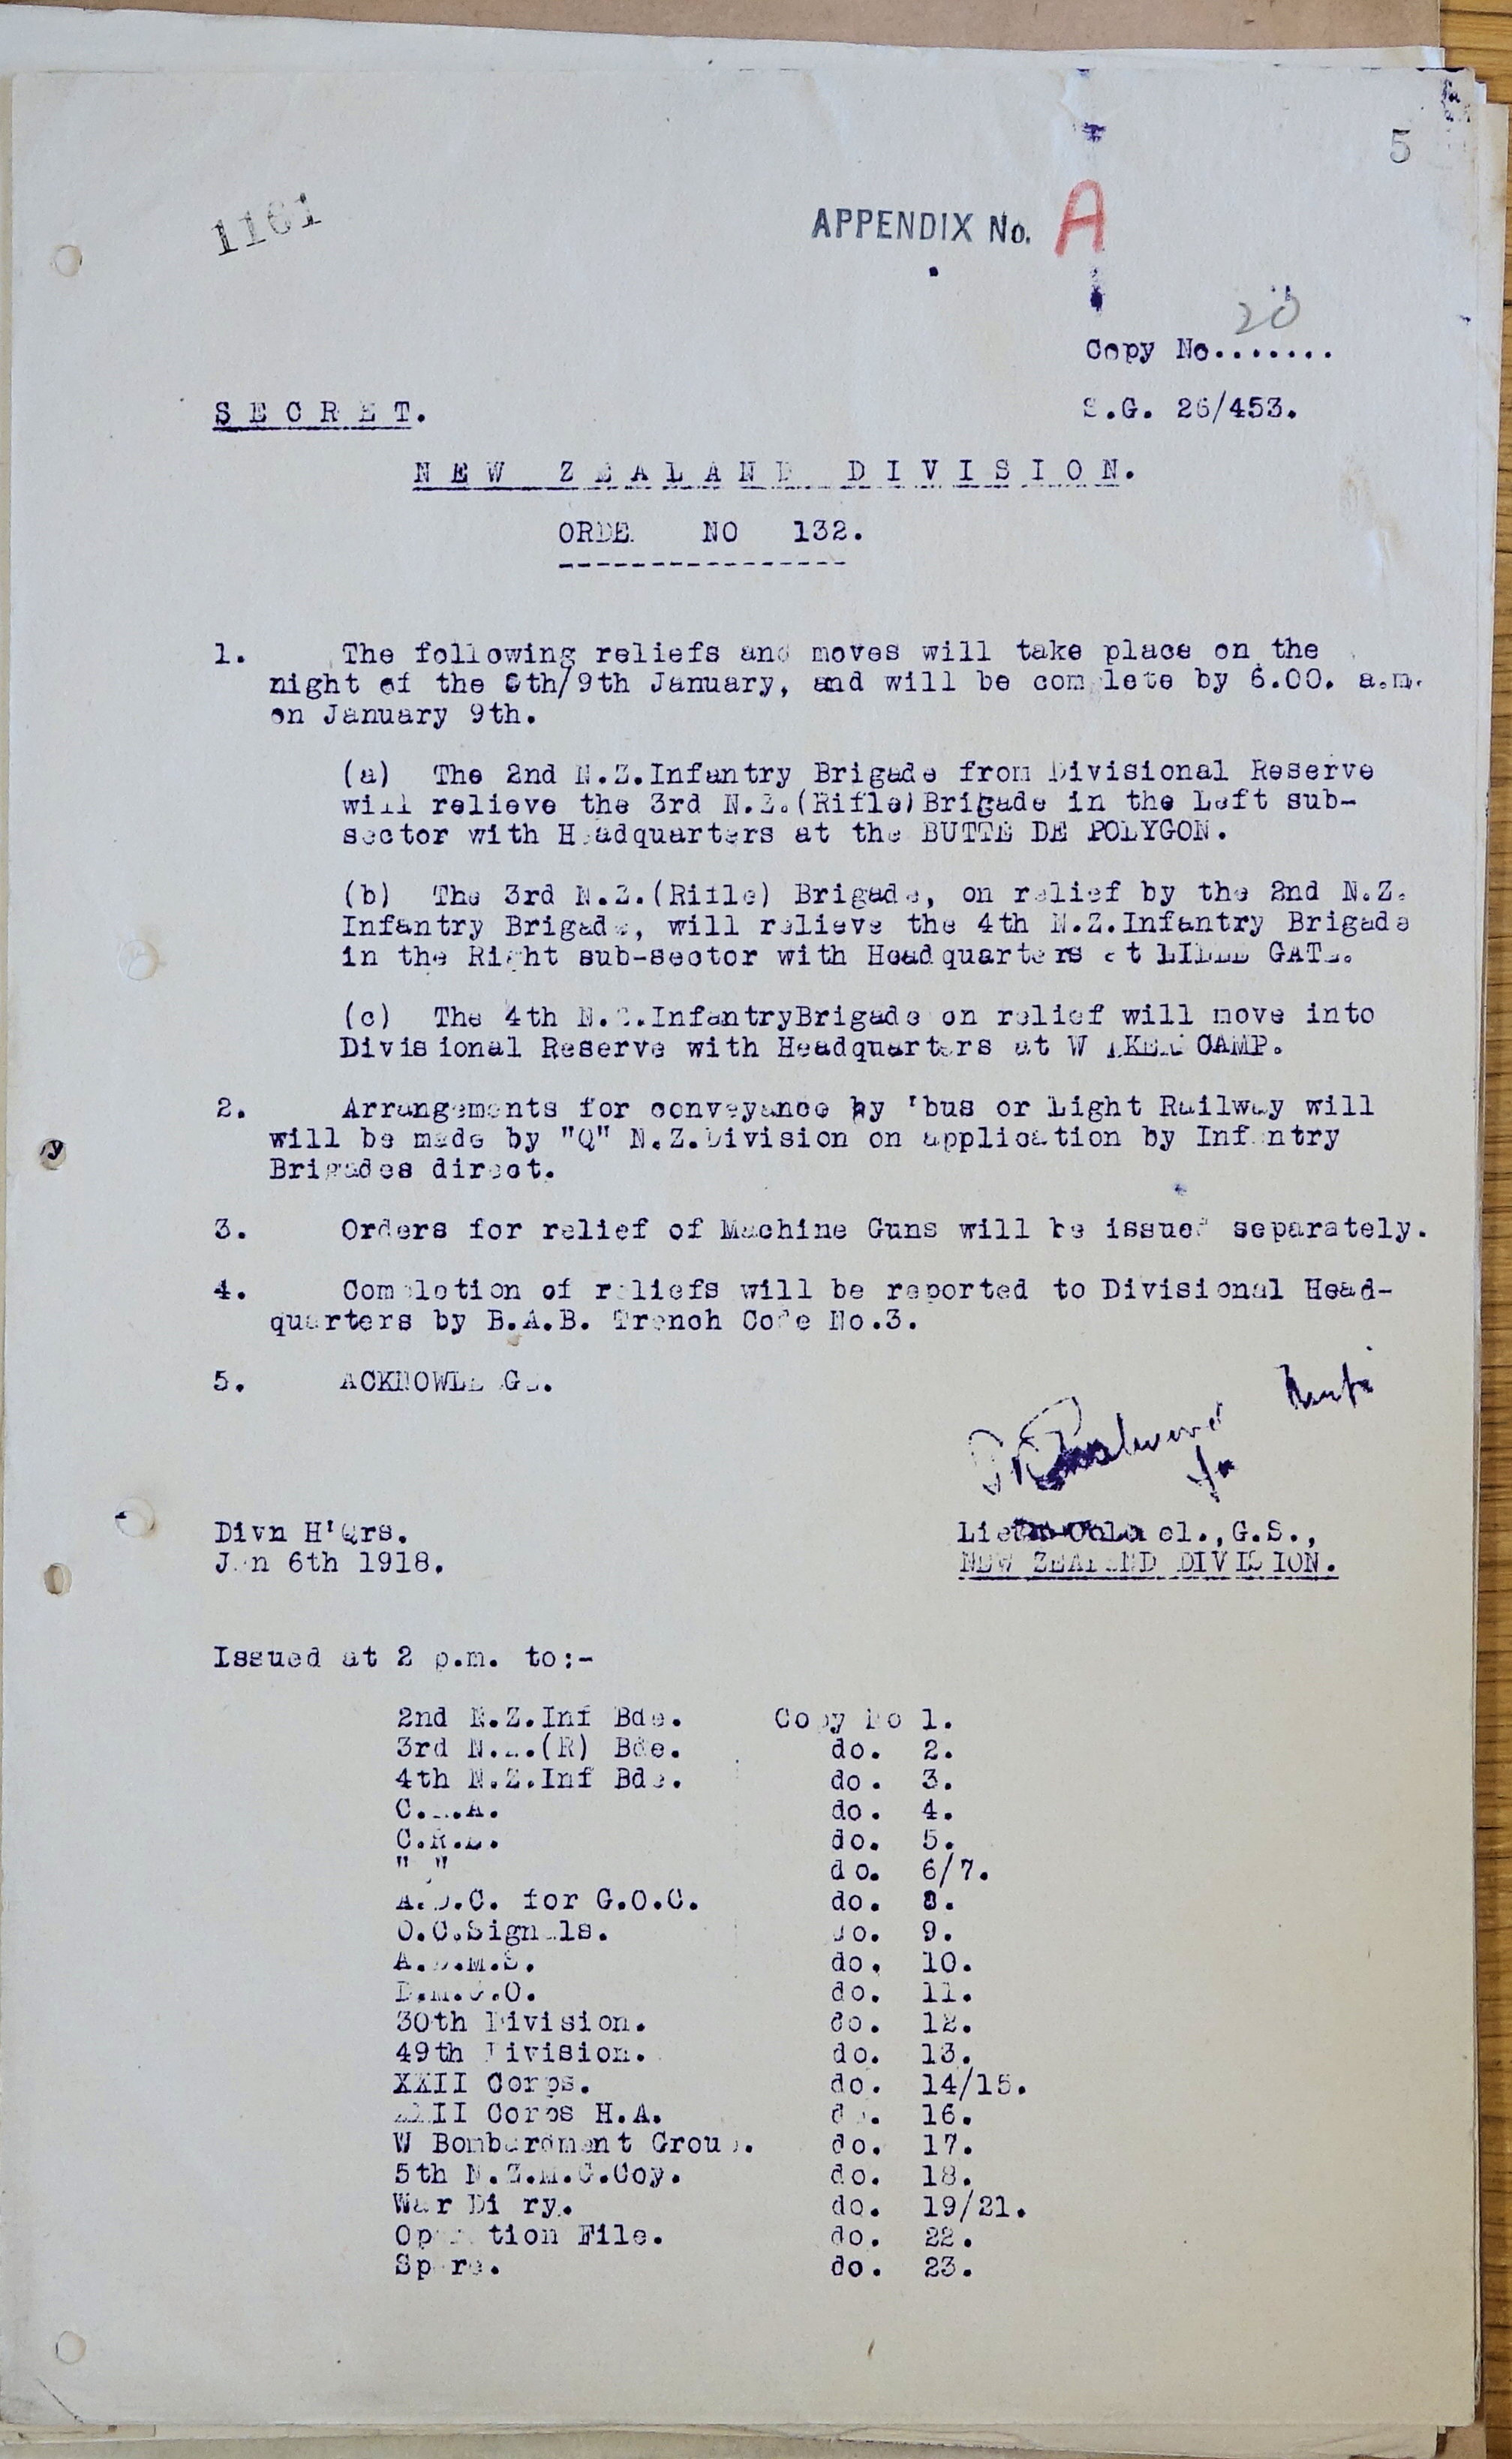 5
1161
APPENDIX No. A
20
Copy No.......
S.G. 26/453.
SECRET.
NEW ZEALAND DIVISION.
ORDE NO 132.
1. The following reliefs and moves will take place on the
night of the 8th/9th January, and will be complete by 6.00. a.m.
on January 9th.
(a) The 2nd N.Z.Infantry Brigade from Divisional Reserve
will relieve the 3rd N.Z.(Rifle)Brigade in the Left sub-
sector with Headquarters at the BUTTE DE POLYGON.
(b) The 3rd N.Z.(Rifle) Brigade, on relief by the 2nd N.Z.
Infantry Brigade, will relieve the 4th N.Z.Infantry Brigade
in the Right sub-sector with Headquarters at LILLE GATE.
(c) The 4th N.Z.InfantryBrigade on relief will move into
Divisional Reserve with Headquarters at CAMP.
2. Arrangements for conveyance by 'bus or Light Railway will
will be made by "Q" N.Z.Division on application by Infantry
Brigades direct.
3. Orders for relief of Machine Guns will be issued separately.
4. Completion of reliefs will be reported to Divisional Head-
quarters by B.A.B. Trench Code No.3.
5. ACKNOWLEDGE.
for
Divn H'Qrs. Lieut-Colonel.,G.S.,
Jan 6th 1918. NEW ZEALAND DIVISION.
Issued at 2 p.m. to:-
2nd N.Z.Inf Bde. Copy No 1.
3rd N.Z.(R) Bde. do. 2.
4th N.Z.Inf Bde. do. 3.
C.R.A. do. 4.
C.R.E. do. 5.
do. 6/7.
A.D.C. for G.O.C. do. 8.
O.C.Signals. do. 9.
A.D.M.S. do. 10.
D.M.G.O. do. 11.
30th Division. do. 12.
49th Division. do. 13.
XXII Corps. do. 14/15.
XXII Corps H.A. do. 16.
W Bombardment Group. do. 17.
5th N.Z.M.G.Coy. do. 18.
War Diary. do. 19/21.
Operation File. do. 22.
Spare. do. 23.